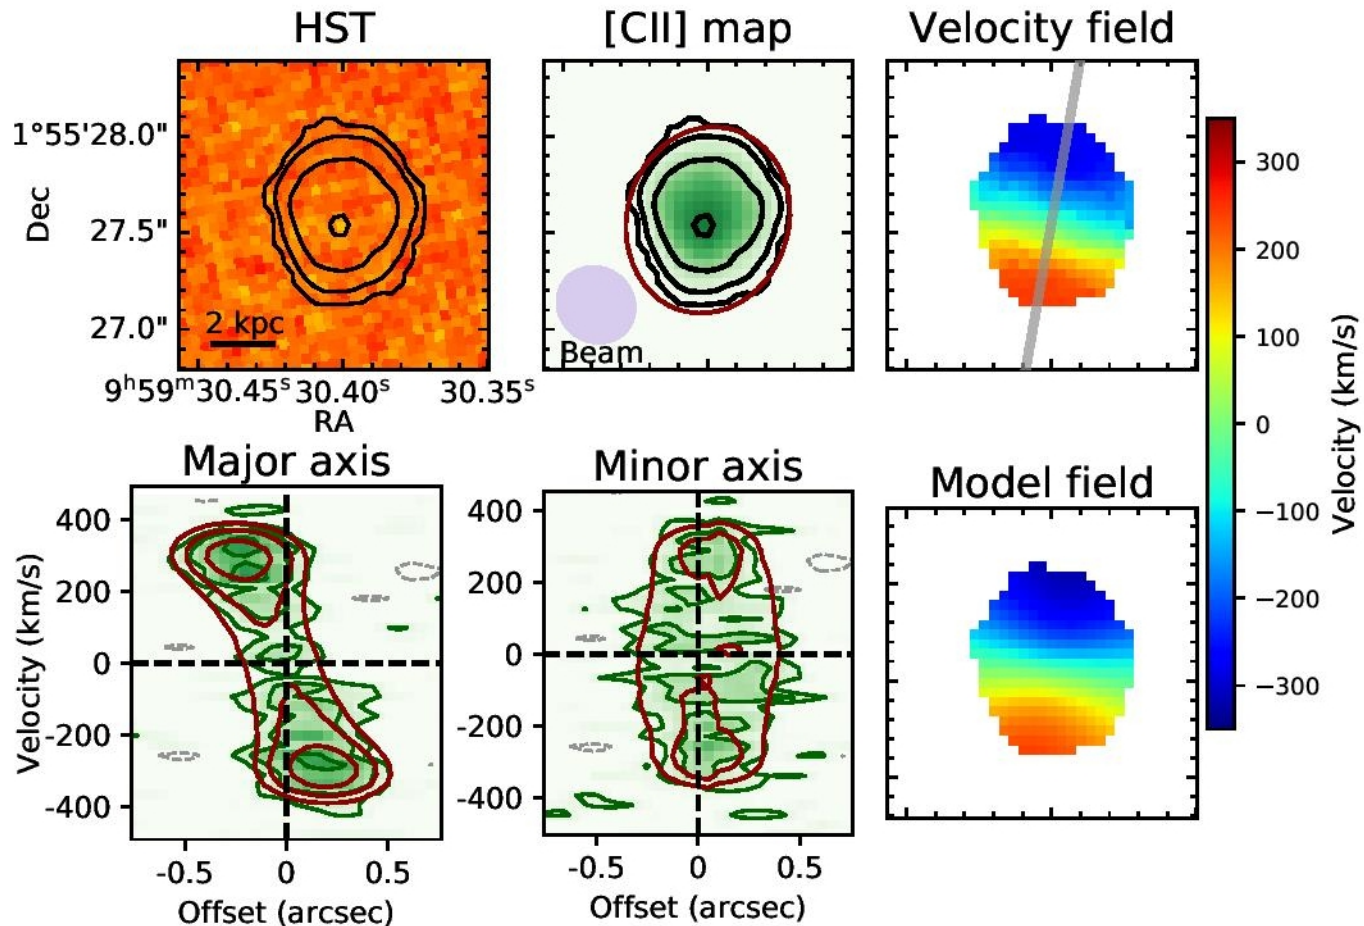 HST
[CII] map
Velocity field
1°55'28.0"
27.5"
27.0"
Dec
2 kpc
Beam
9ʰ59ᵐ30.45ˢ 30.40ˢ 30.35ˢ
RA
300
200
100
0
−100
−200
−300
Velocity (km/s)
Major axis
Minor axis
Model field
400
200
0
-200
-400
Velocity (km/s)
-0.5 0 0.5
Offset (arcsec)
400
200
0
-200
-400
-0.5 0 0.5
Offset (arcsec)